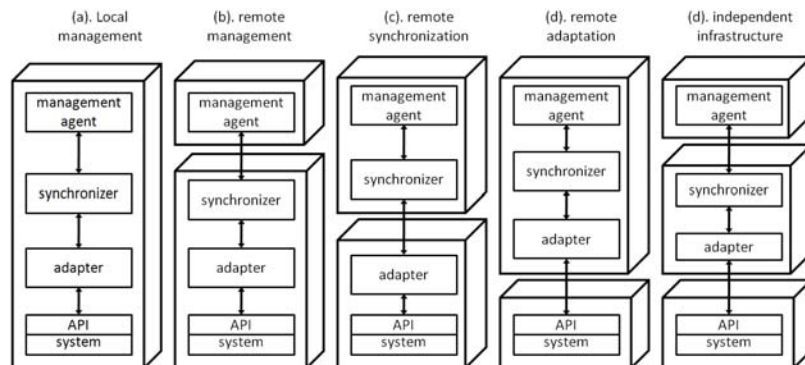 (a). Local
management
management
agent
synchronizer
adapter
API
system
(b). remote
management
management
agent
synchronizer
adapter
API
system
(c). remote
synchronization
management
agent
synchronizer
adapter
API
system
(d). remote
adaptation
management
agent
synchronizer
adapter
API
system
(d). independent
infrastructure
management
agent
synchronizer
adapter
API
system